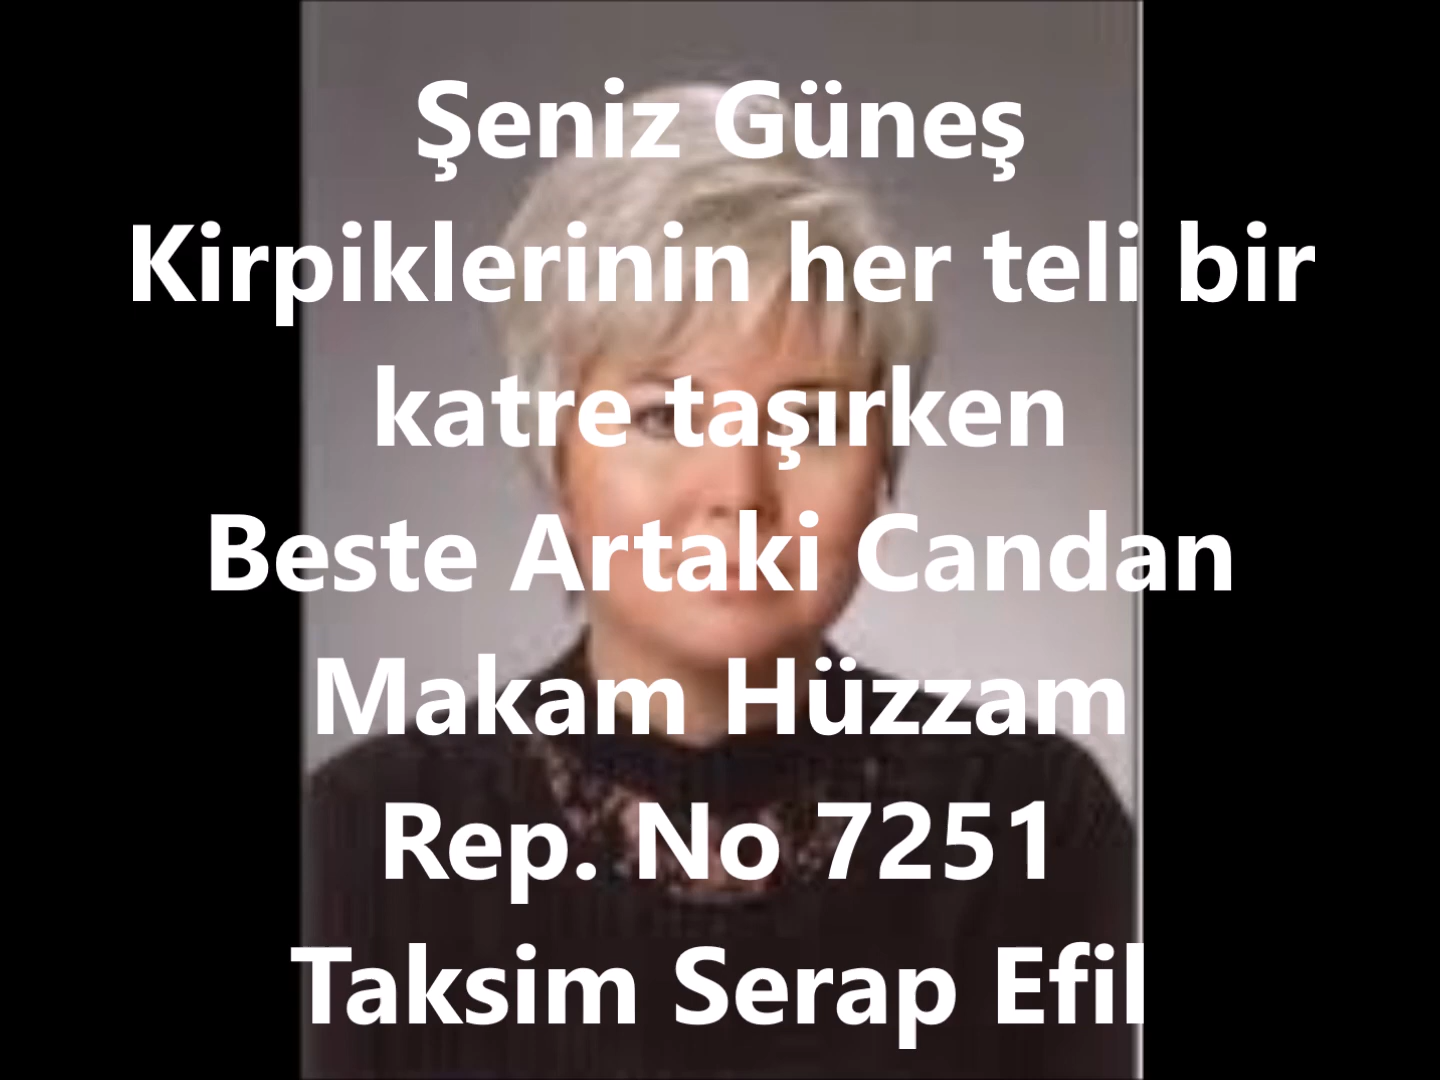 Şeniz Güneş
Kirpiklerinin her teli bir
katre taşırken
Beste Artaki Candan
Makam Hüzzam
Rep. No 7251
Taksim Serap Efil